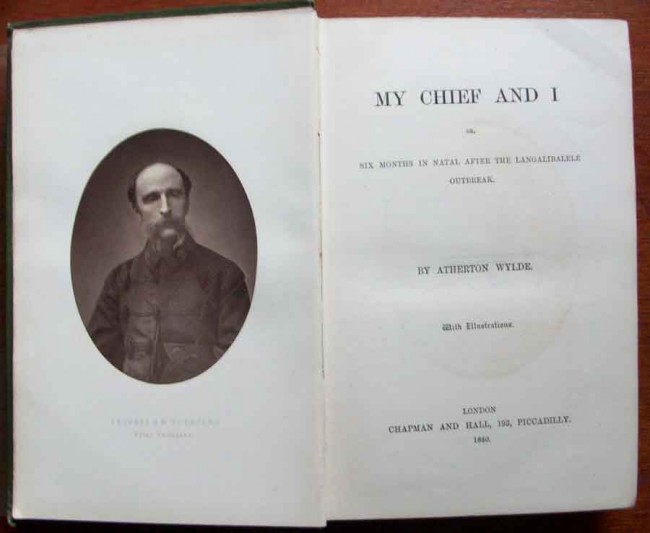 MY CHIEF AND I
OR,
SIX MONTHS IN NATAL AFTER THE LANGALIBALELE
OUTBREAK.
BY ATHERTON WYLDE.
With Illustrations.
LONDON
CHAPMAN AND HALL, 193, PICCADILLY.
1880.